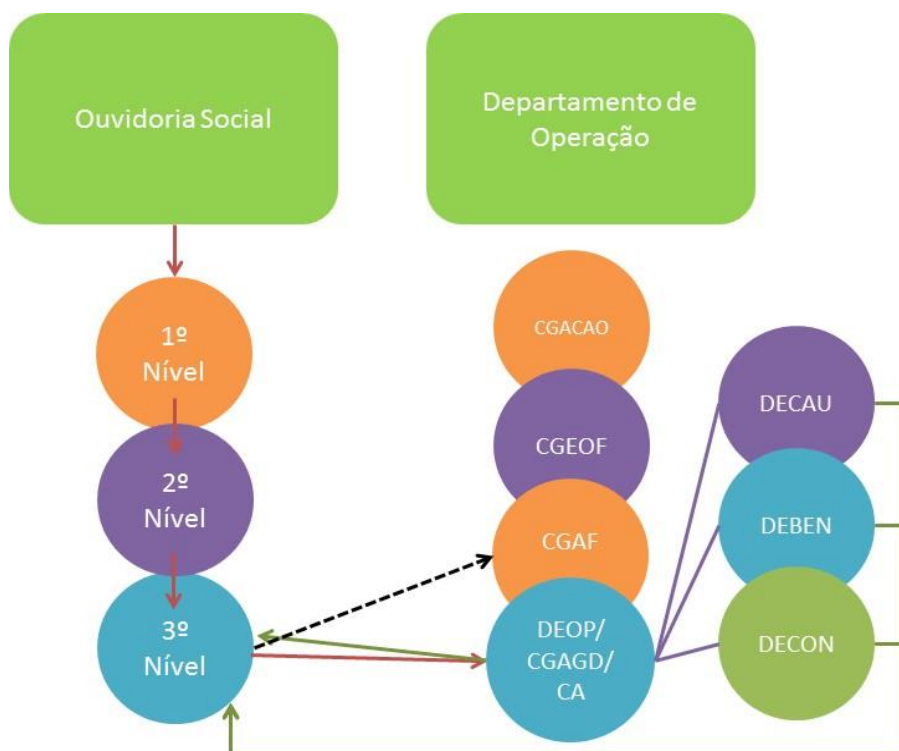 Ouvidoria Social
Departamento de
Operação
1º
Nível
2º
Nível
3º
Nível
CGACAO
CGEOF
CGAF
DEOP/
CGAGD/
CA
DECAU
DEBEN
DECON